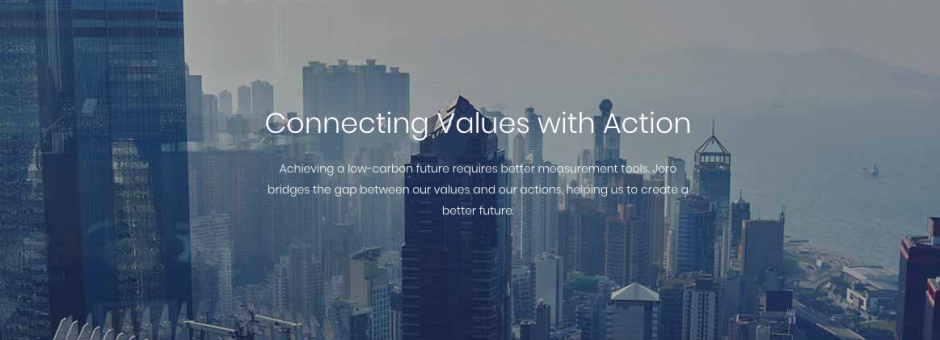 Connecting Values with Action
Achieving a low-carbon future requires better measurement tools. Joro
bridges the gap between our values and our actions, helping us to create a
better future.